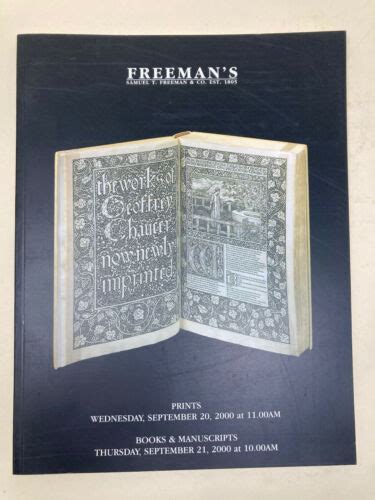 FREEMAN'S
SAMUEL T. FREEMAN & CO. EST. 1805
the works of
Geoffrey
Chaucer
now newly
imprinted
PRINTS
WEDNESDAY, SEPTEMBER 20, 2000 at 11.00AM
BOOKS & MANUSCRIPTS
THURSDAY, SEPTEMBER 21, 2000 at 10.00AM